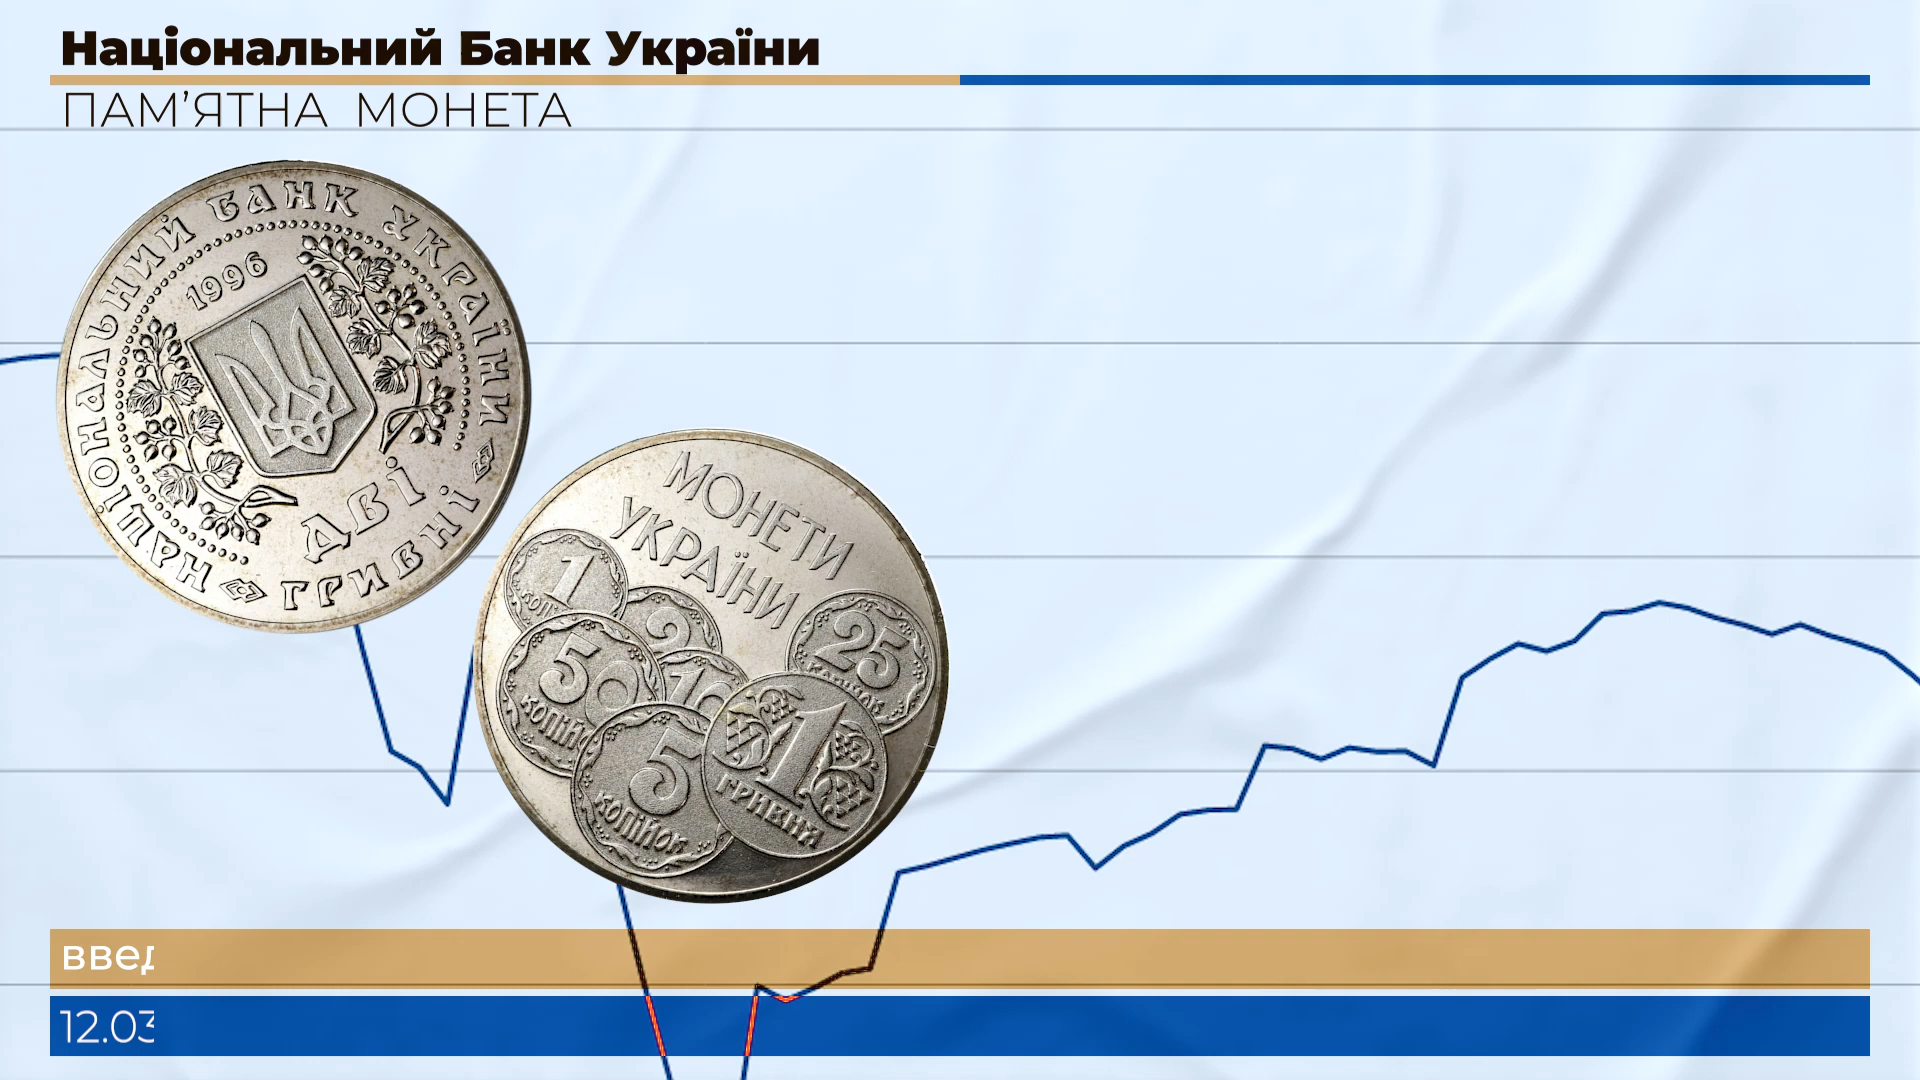 Національний Банк України
ПАМ’ЯТНА МОНЕТА
НАЦІОНАЛЬНИЙ БАНК УКРАЇНИ
1996
ДВІ
ГРИВНІ
МОНЕТИ
УКРАЇНИ
1
2
25
50
КОПІЙОК
10
5
КОПІЙОК
1
ГРИВНЯ
12.03